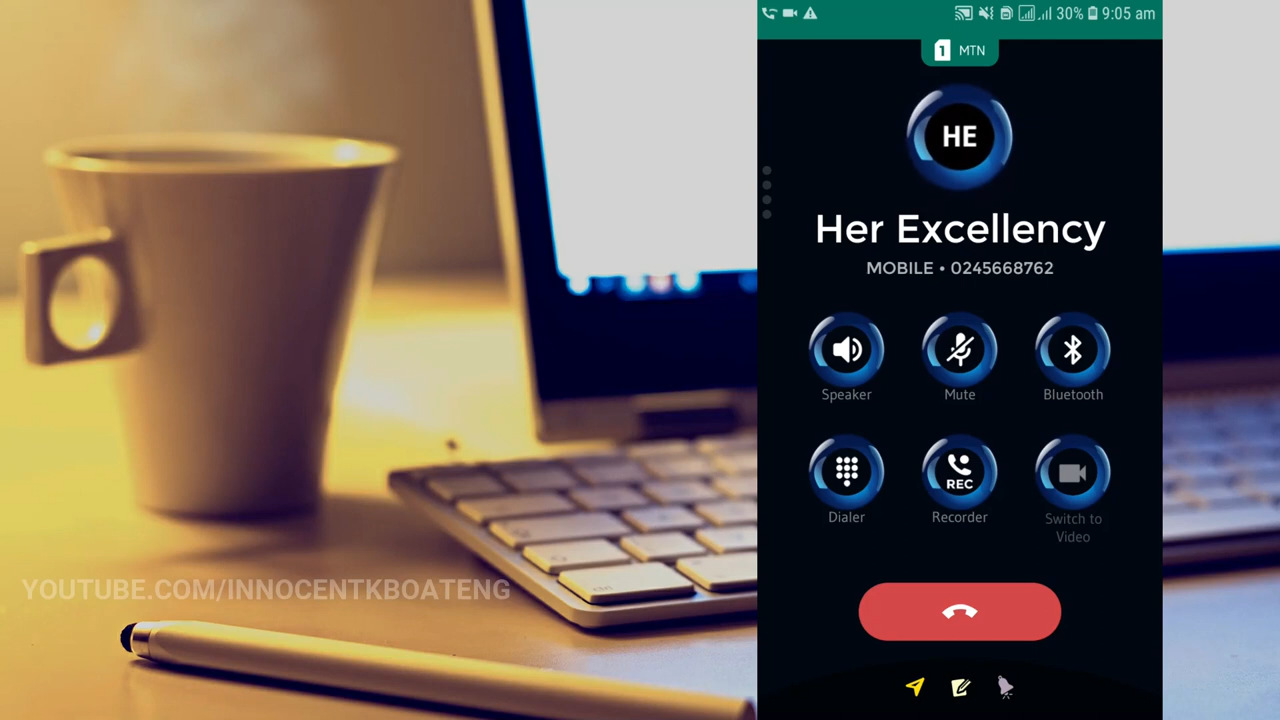 30% 9:05 am
1 MTN
HE
Her Excellency
MOBILE • 0245668762
Speaker
Mute
Bluetooth
REC
Dialer
Recorder
Switch to
Video
YOUTUBE.COM/INNOCENTKBOATENG